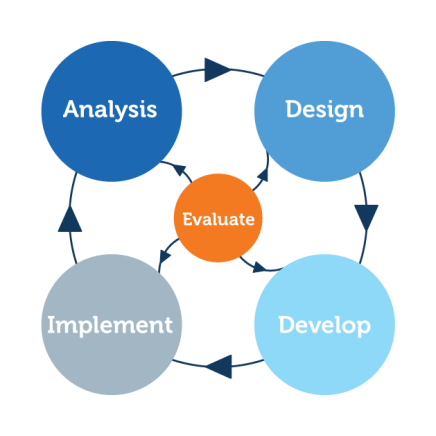 Analysis
Design
Evaluate
Implement
Develop